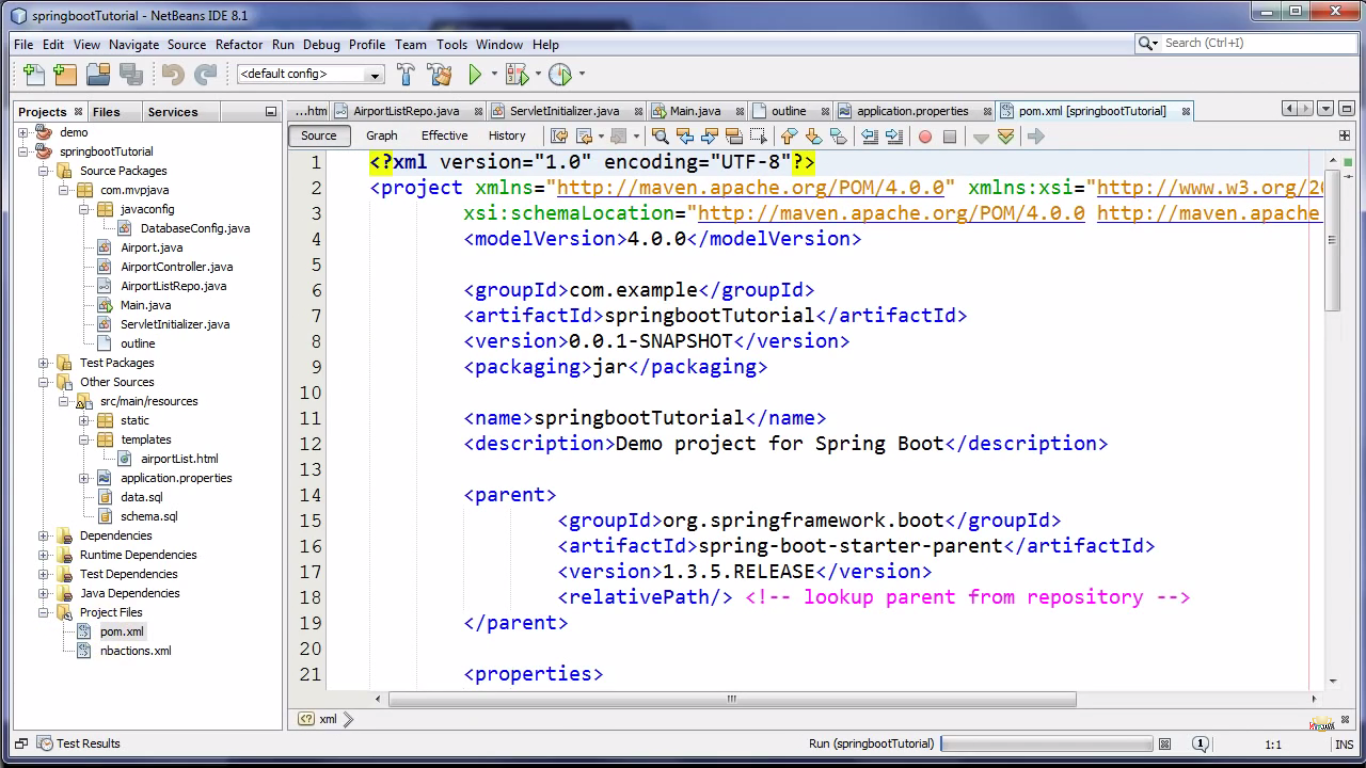 springbootTutorial - NetBeans IDE 8.1
File Edit View Navigate Source Refactor Run Debug Profile Team Tools Window Help
Search (Ctrl+I)
<default config>
Projects Files Services
...htm AirportListRepo.java ServletInitializer.java Main.java outline application.properties pom.xml [springbootTutorial]
Source Graph Effective History
demo
springbootTutorial
Source Packages
com.mvpjava
javaconfig
DatabaseConfig.java
Airport.java
AirportController.java
AirportListRepo.java
Main.java
ServletInitializer.java
outline
Test Packages
Other Sources
src/main/resources
static
templates
airportList.html
application.properties
data.sql
schema.sql
Dependencies
Runtime Dependencies
Test Dependencies
Java Dependencies
Project Files
pom.xml
nbactions.xml
1 <?xml version="1.0" encoding="UTF-8"?>
2 <project xmlns="http://maven.apache.org/POM/4.0.0" xmlns:xsi="http://www.w3.org/20
3 xsi:schemaLocation="http://maven.apache.org/POM/4.0.0 http://maven.apache
4 <modelVersion>4.0.0</modelVersion>
5
6 <groupId>com.example</groupId>
7 <artifactId>springbootTutorial</artifactId>
8 <version>0.0.1-SNAPSHOT</version>
9 <packaging>jar</packaging>
10
11 <name>springbootTutorial</name>
12 <description>Demo project for Spring Boot</description>
13
14 <parent>
15 <groupId>org.springframework.boot</groupId>
16 <artifactId>spring-boot-starter-parent</artifactId>
17 <version>1.3.5.RELEASE</version>
18 <relativePath/> <!-- lookup parent from repository -->
19 </parent>
20
21 <properties>
xml
Test Results
Run (springbootTutorial)
1
1:1
INS